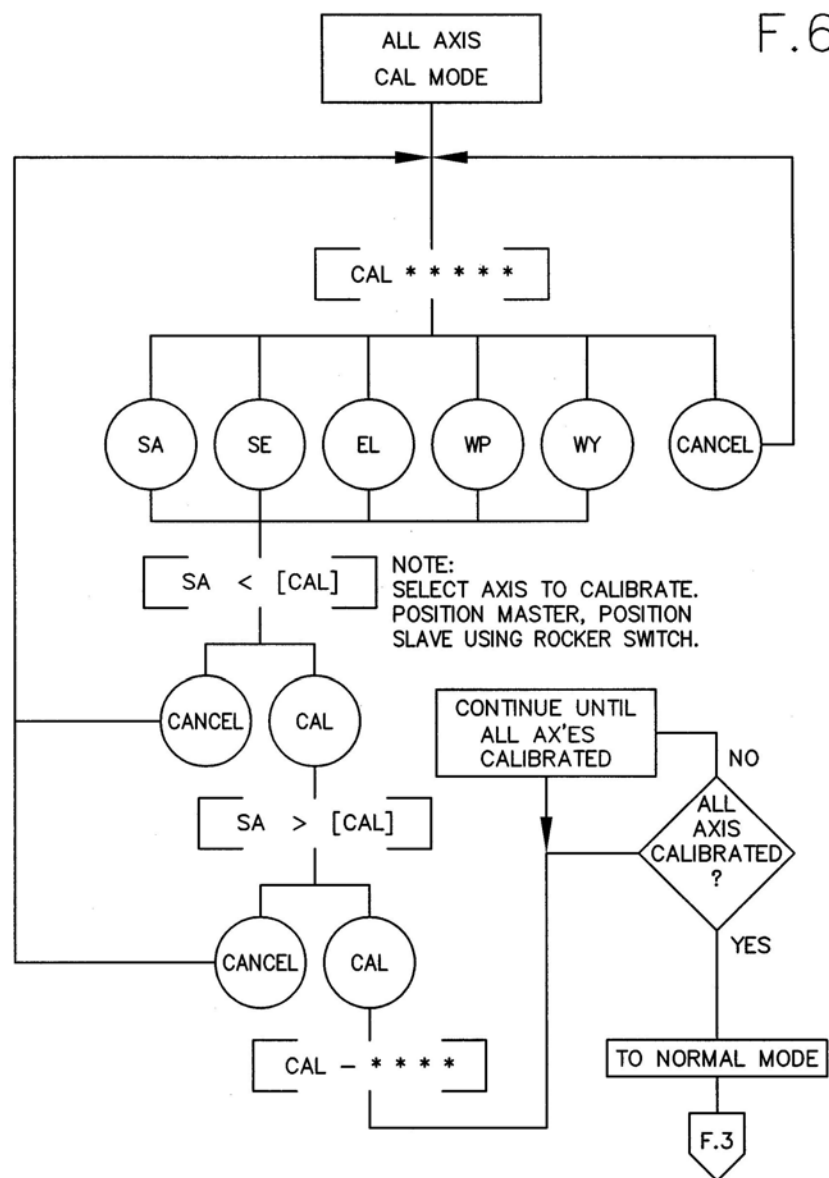 F.6
ALL AXIS
CAL MODE
CAL * * * * *
SA
SE
EL
WP
WY
CANCEL
SA < [CAL]
NOTE:
SELECT AXIS TO CALIBRATE.
POSITION MASTER, POSITION
SLAVE USING ROCKER SWITCH.
CANCEL
CAL
CONTINUE UNTIL
ALL AX'ES
CALIBRATED
NO
SA > [CAL]
ALL
AXIS
CALIBRATED
?
YES
CANCEL
CAL
CAL – * * * *
TO NORMAL MODE
F.3